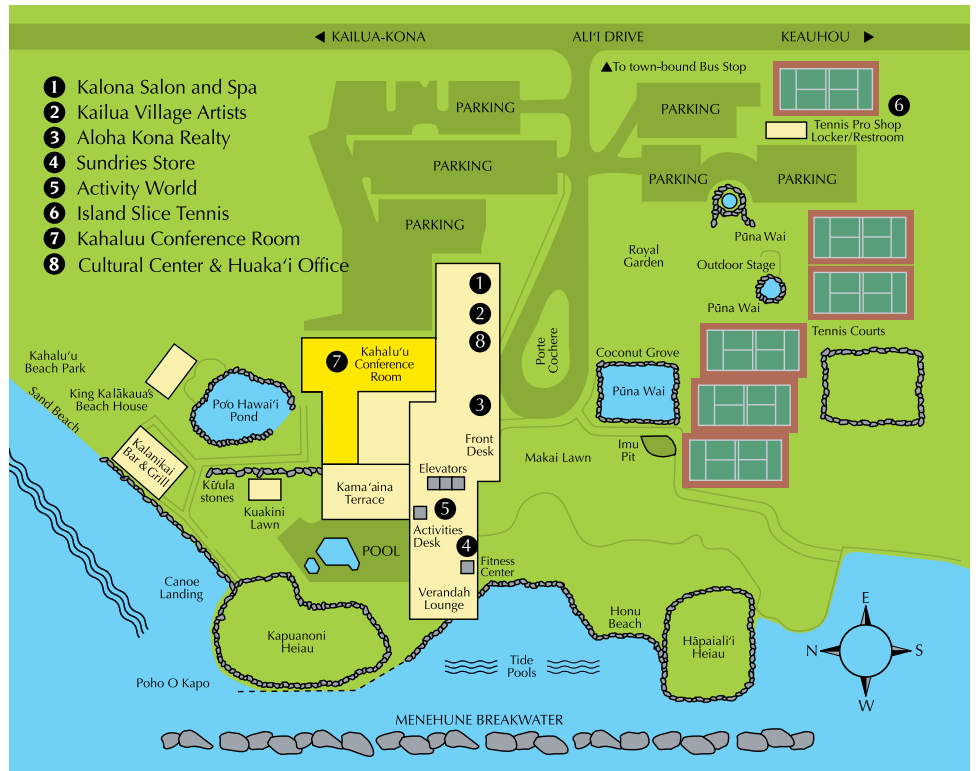 ◀ KAILUA-KONA
ALI‘I DRIVE
KEAUHOU ▶
▲To town-bound Bus Stop
1 Kalona Salon and Spa
2 Kailua Village Artists
3 Aloha Kona Realty
4 Sundries Store
5 Activity World
6 Island Slice Tennis
7 Kahaluu Conference Room
8 Cultural Center & Huaka‘i Office
PARKING
PARKING
PARKING
PARKING
PARKING
PARKING
6
Tennis Pro Shop
Locker/Restroom
Pūna Wai
Royal
Garden
Outdoor Stage
Pūna Wai
Tennis Courts
1
2
8
7
Kahalu‘u
Conference
Room
Porte
Cochere
Coconut Grove
Pūna Wai
Kahalu‘u
Beach Park
King Kalākaua's
Beach House
Sand Beach
Po‘o Hawai‘i
Pond
3
Front
Desk
Imu
Pit
Makai Lawn
Kalanikai
Bar & Grill
Kū‘ula
stones
Kuakini
Lawn
Kama‘aina
Terrace
Elevators
5
Activities
Desk
4
Fitness
Center
POOL
Verandah
Lounge
Canoe
Landing
Kapuanoni
Heiau
Honu
Beach
Hāpaiali‘i
Heiau
Poho O Kapo
Tide
Pools
E
N
S
W
MENEHUNE BREAKWATER